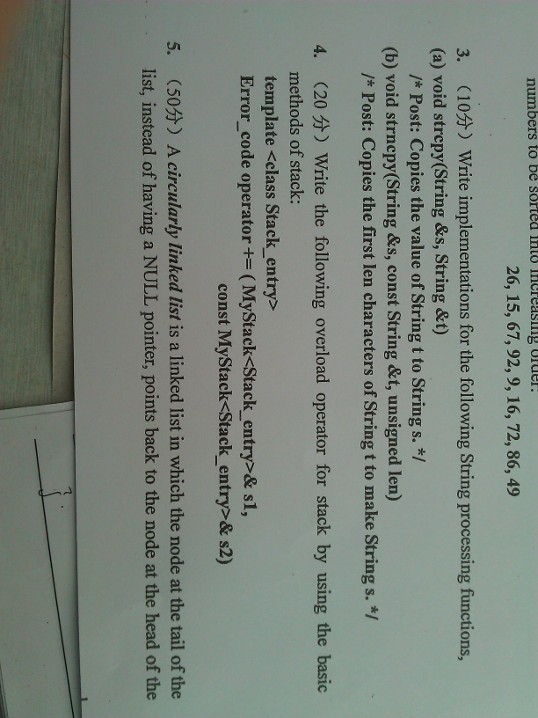 numbers to be sorted into increasing order:
26, 15, 67, 92, 9, 16, 72, 86, 49
3. (10分) Write implementations for the following String processing functions,
(a) void strcpy(String &s, String &t)
/* Post: Copies the value of String t to String s. */
(b) void strncpy(String &s, const String &t, unsigned len)
/* Post: Copies the first len characters of String t to make String s. */
4. (20 分) Write the following overload operator for stack by using the basic
methods of stack:
template <class Stack_entry>
Error_code operator += ( MyStack<Stack_entry>& s1,
const MyStack<Stack_entry>& s2)
5. (50分) A circularly linked list is a linked list in which the node at the tail of the
list, instead of having a NULL pointer, points back to the node at the head of the
1